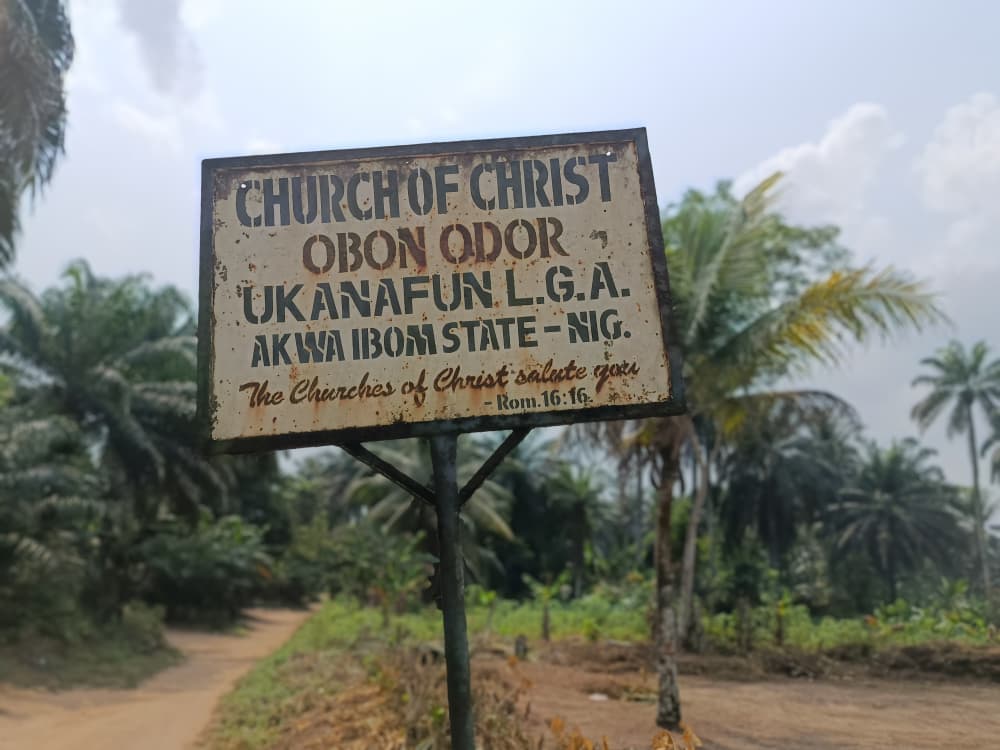 CHURCH OF CHRIST
OBON ODOR
UKANAFUN L.G.A.
AKWA IBOM STATE - NIG.
The Churches of Christ salute you
- Rom. 16:16.